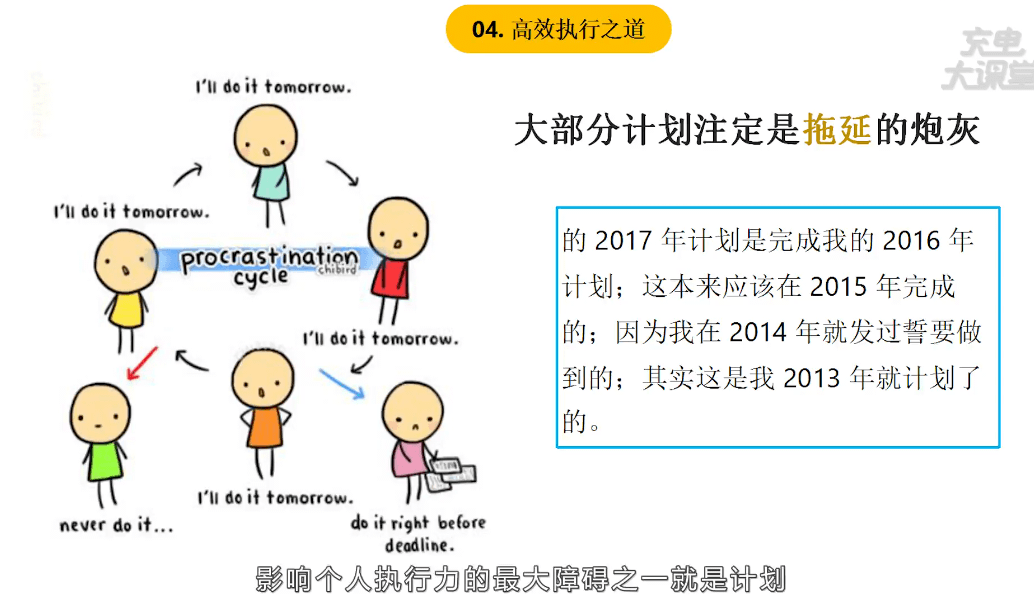 04. 高效执行之道
充电
大课堂
I'll do it tomorrow.
I'll do it tomorrow.
procrastination
chibird
cycle
I'll do it tomorrow.
I'll do it tomorrow.
never do it...
do it right before
deadline.
大部分计划注定是拖延的炮灰
的 2017 年计划是完成我的 2016 年
计划；这本来应该在 2015 年完成
的；因为我在 2014 年就发过誓要做
到的；其实这是我 2013 年就计划了
的。
影响个人执行力的最大障碍之一就是计划